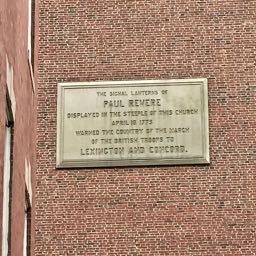 THE SIGNAL LANTERNS OF
PAUL REVERE
DISPLAYED IN THE STEEPLE OF THIS CHURCH
APRIL 18 1775
WARNED THE COUNTRY OF THE MARCH
OF THE BRITISH TROOPS TO
LEXINGTON AND CONCORD.